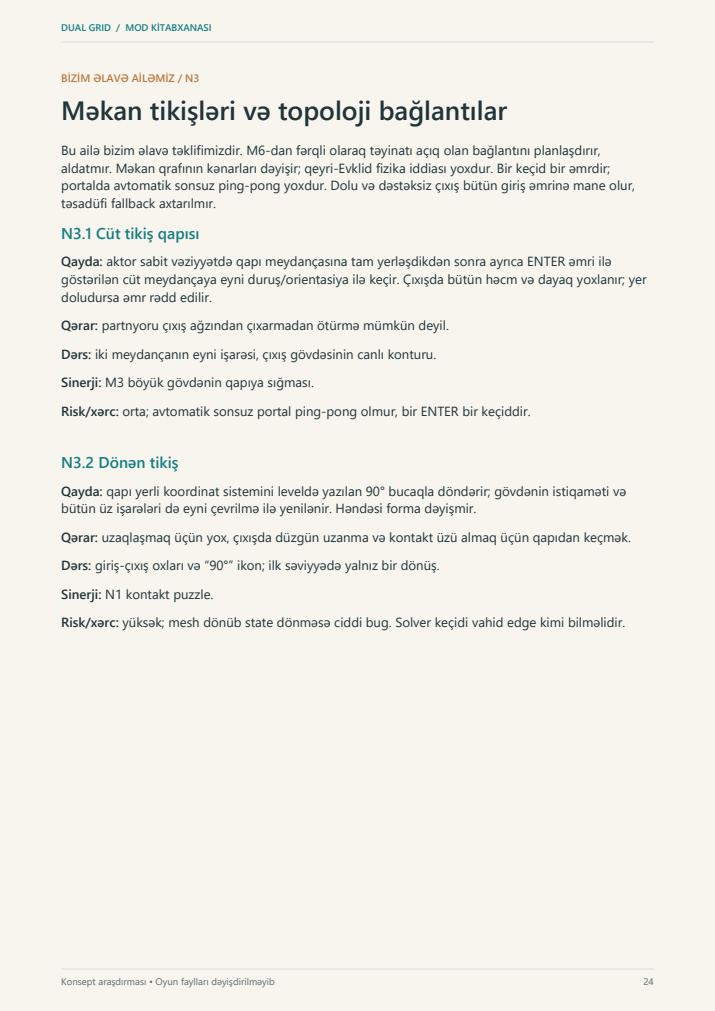 DUAL GRID / MOD KİTABXANASI
BİZİM ƏLAVƏ AİLƏMİZ / N3
Məkan tikişləri və topoloji bağlantılar
Bu ailə bizim əlavə təklifimizdir. M6-dan fərqli olaraq təyinatı açıq olan bağlantını planlaşdırır,
aldatmır. Məkan qrafının kənarları dəyişir; qeyri-Evklid fizika iddiası yoxdur. Bir keçid bir əmrdir;
portalda avtomatik sonsuz ping-pong yoxdur. Dolu və dəstəksiz çıxış bütün giriş əmrinə mane olur,
təsadüfi fallback axtarılmır.
N3.1 Cüt tikiş qapısı
Qayda: aktor sabit vəziyyətdə qapı meydançasına tam yerləşdikdən sonra ayrıca ENTER əmri ilə
göstərilən cüt meydançaya eyni duruş/orientasiya ilə keçir. Çıxışda bütün həcm və dayaq yoxlanır; yer
doludursa əmr rədd edilir.
Qərar: partnyoru çıxış ağzından çıxarmadan ötürmə mümkün deyil.
Dərs: iki meydançanın eyni işarəsi, çıxış gövdəsinin canlı konturu.
Sinerji: M3 böyük gövdənin qapıya sığması.
Risk/xərc: orta; avtomatik sonsuz portal ping-pong olmur, bir ENTER bir keçiddir.
N3.2 Dönən tikiş
Qayda: qapı yerli koordinat sistemini leveldə yazılan 90° bucaqla döndərir; gövdənin istiqaməti və
bütün üz işarələri də eyni çevrilmə ilə yenilənir. Həndəsi forma dəyişmir.
Qərar: uzaqlaşmaq üçün yox, çıxışda düzgün uzanma və kontakt üzü almaq üçün qapıdan keçmək.
Dərs: giriş-çıxış oxları və “90°” ikon; ilk səviyyədə yalnız bir dönüş.
Sinerji: N1 kontakt puzzle.
Risk/xərc: yüksək; mesh dönüb state dönməsə ciddi bug. Solver keçidi vahid edge kimi bilməlidir.
Konsept araşdırması • Oyun faylları dəyişdirilməyib
24